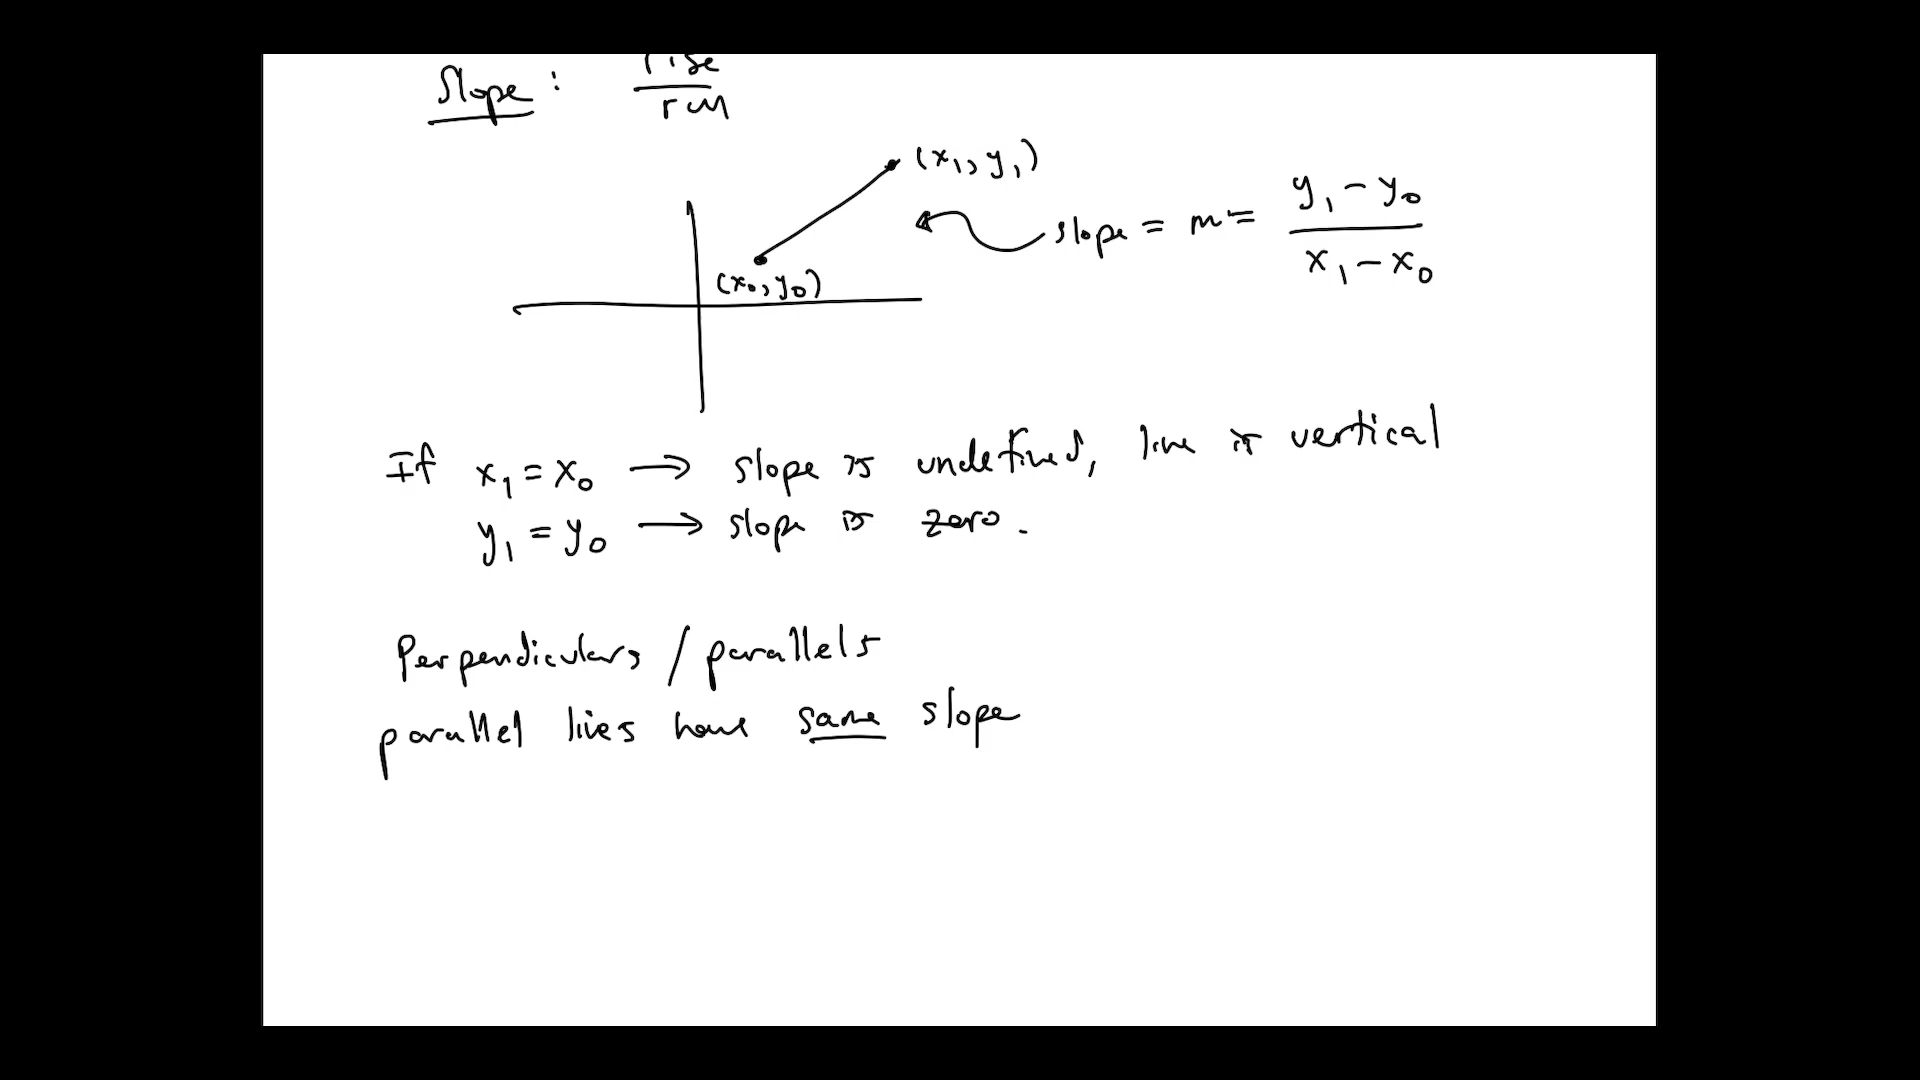 Slope : rise / run
(x₁, y₁)
(x₀, y₀)
slope = m = (y₁ - y₀) / (x₁ - x₀)
If x₁ = x₀ → slope is undefined, line is vertical
y₁ = y₀ → slope is zero.
Perpendiculars / parallels
parallel lines have same slope